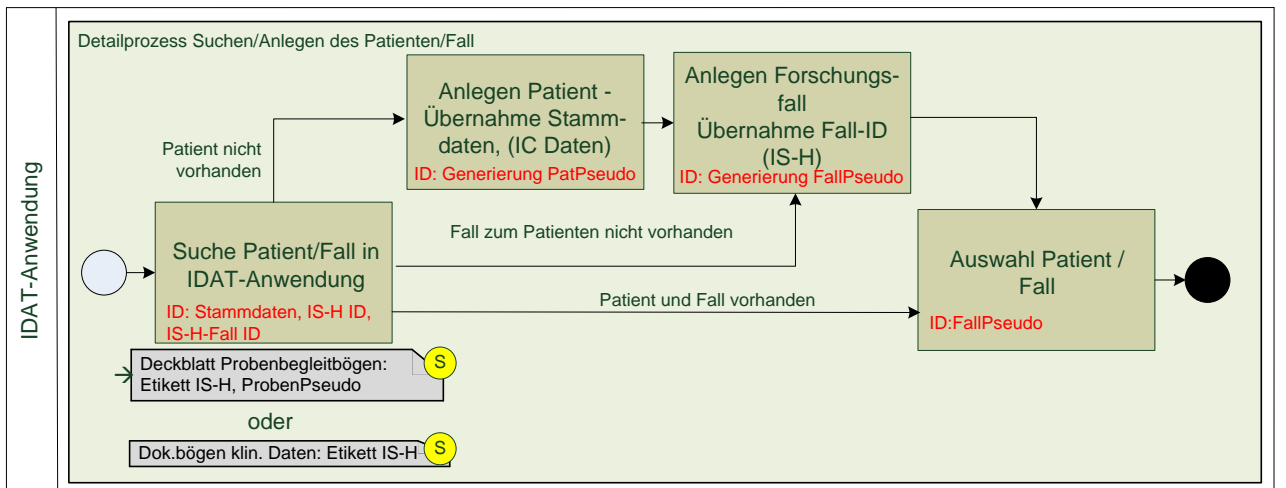 IDAT-Anwendung
Detailprozess Suchen/Anlegen des Patienten/Fall
Patient nicht
vorhanden
Anlegen Patient -
Übernahme Stamm-
daten, (IC Daten)
ID: Generierung PatPseudo
Anlegen Forschungs-
fall
Übernahme Fall-ID
(IS-H)
ID: Generierung FallPseudo
Suche Patient/Fall in
IDAT-Anwendung
ID: Stammdaten, IS-H ID,
IS-H-Fall ID
Fall zum Patienten nicht vorhanden
Patient und Fall vorhanden
Auswahl Patient /
Fall
ID:FallPseudo
Deckblatt Probenbegleitbögen:
Etikett IS-H, ProbenPseudo
S
oder
Dok.bögen klin. Daten: Etikett IS-H
S